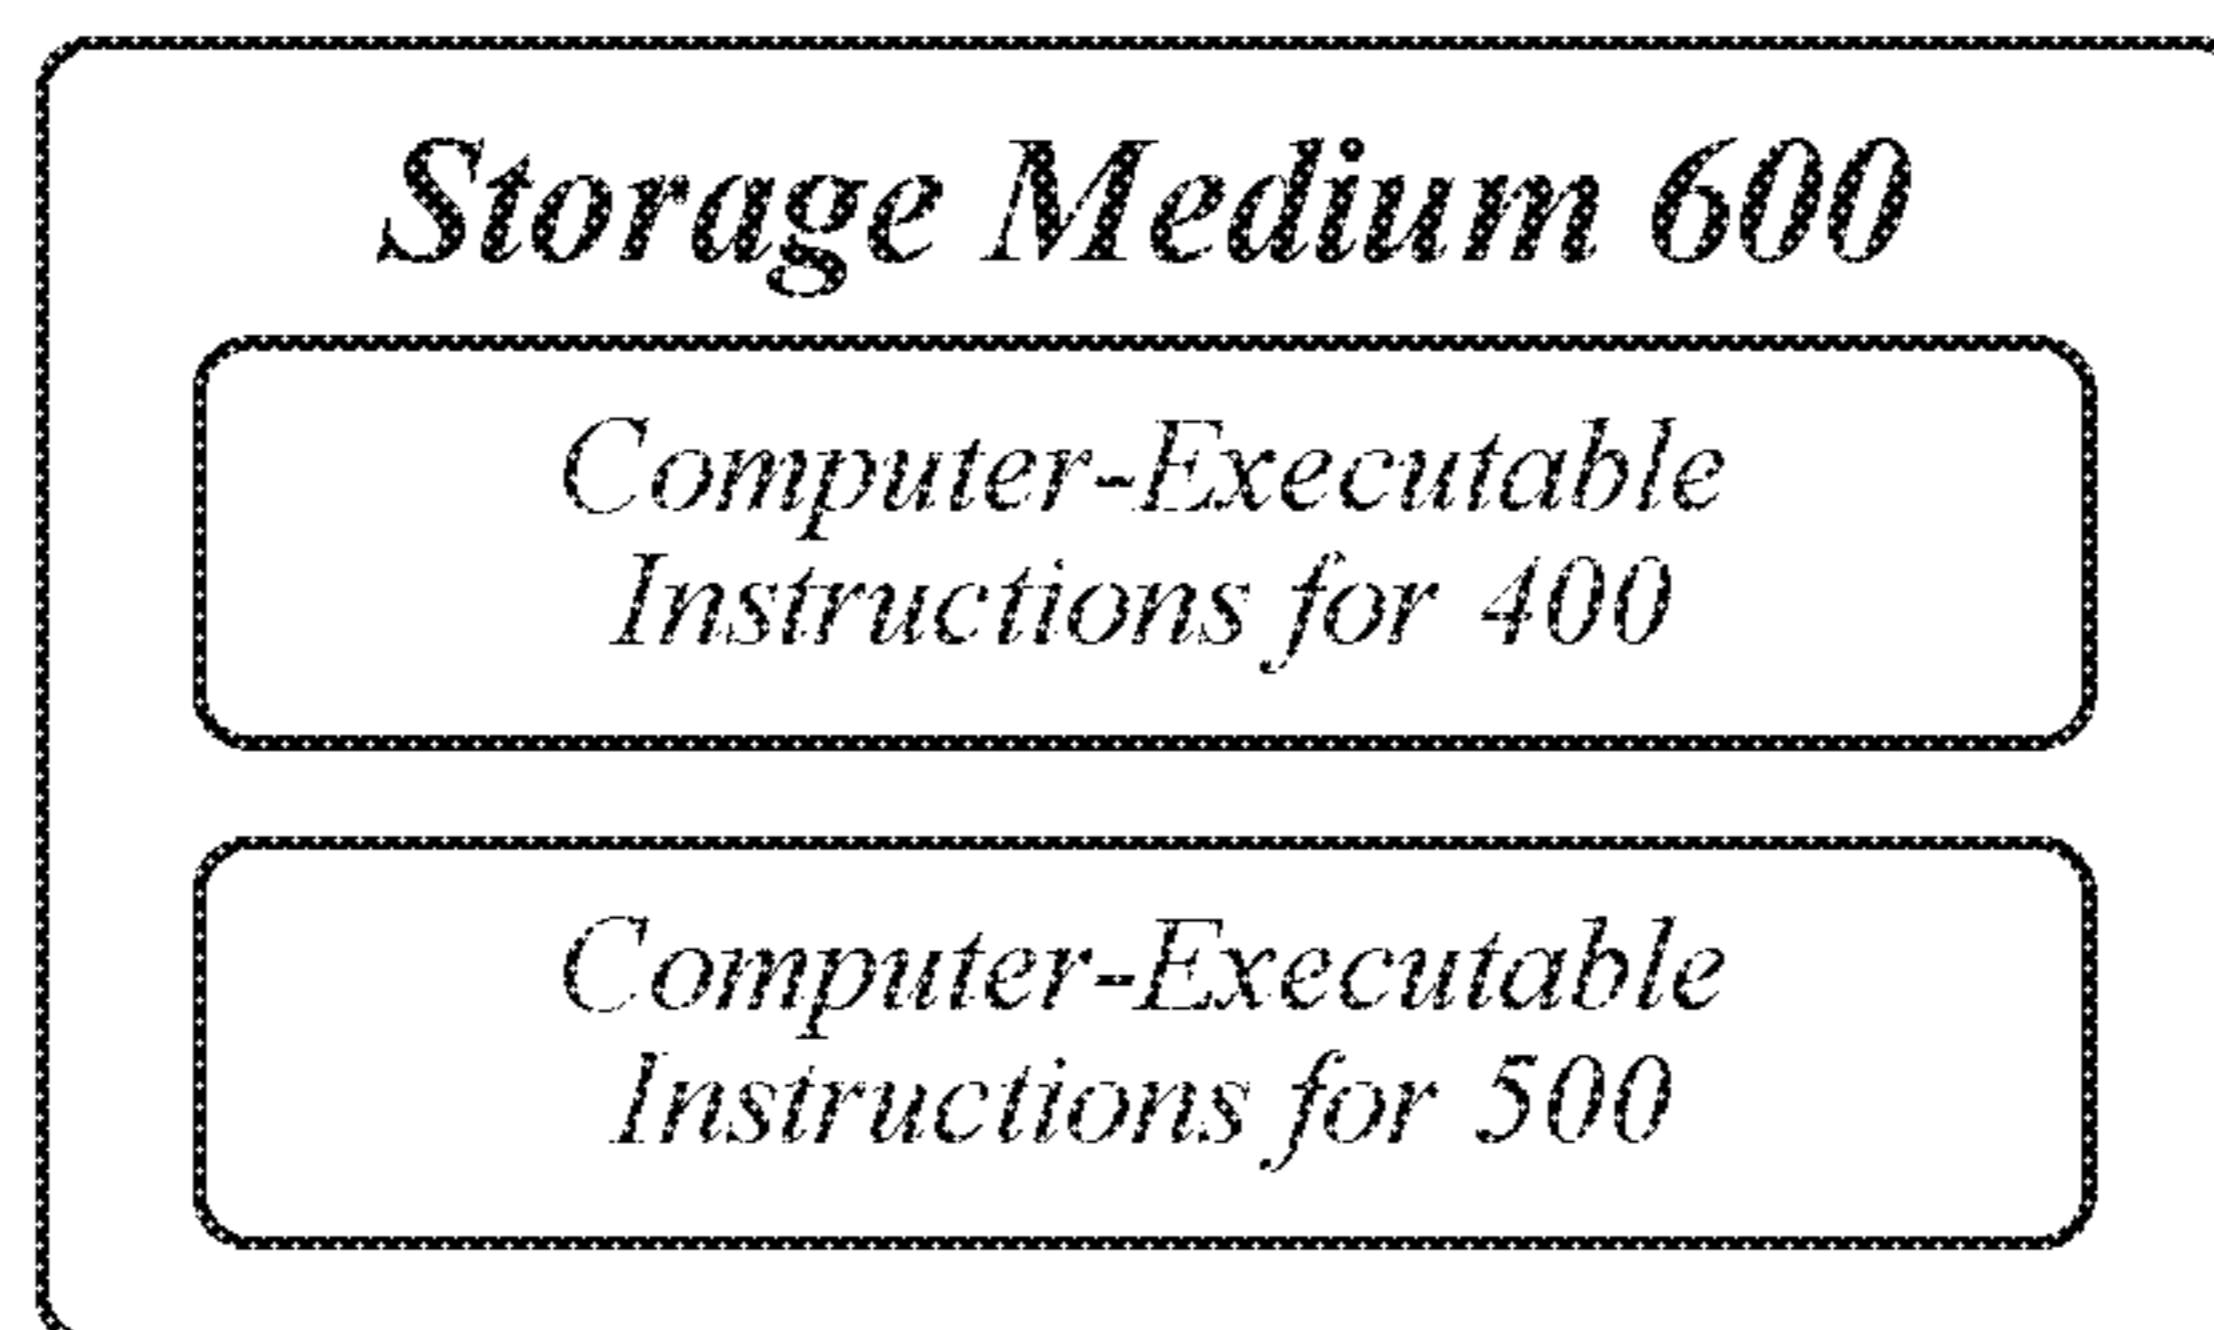 Storage Medium 600
Computer-Executable
Instructions for 400
Computer-Executable
Instructions for 500